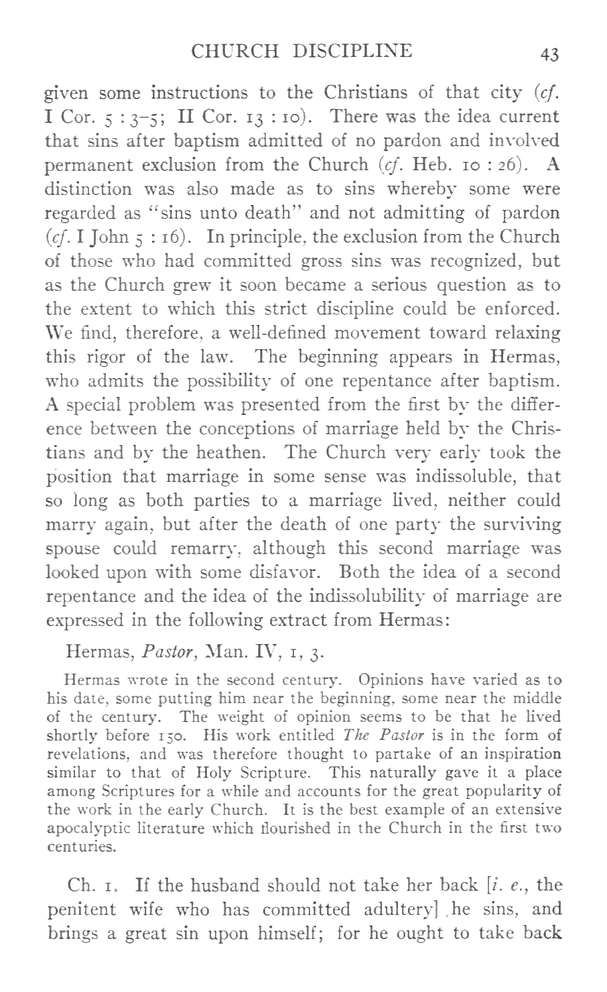 CHURCH DISCIPLINE 43
given some instructions to the Christians of that city (cf.
I Cor. 5 : 3–5; II Cor. 13 : 10). There was the idea current
that sins after baptism admitted of no pardon and involved
permanent exclusion from the Church (cf. Heb. 10 : 26). A
distinction was also made as to sins whereby some were
regarded as “sins unto death” and not admitting of pardon
(cf. I John 5 : 16). In principle, the exclusion from the Church
of those who had committed gross sins was recognized, but
as the Church grew it soon became a serious question as to
the extent to which this strict discipline could be enforced.
We find, therefore, a well-defined movement toward relaxing
this rigor of the law. The beginning appears in Hermas,
who admits the possibility of one repentance after baptism.
A special problem was presented from the first by the differ-
ence between the conceptions of marriage held by the Chris-
tians and by the heathen. The Church very early took the
position that marriage in some sense was indissoluble, that
so long as both parties to a marriage lived, neither could
marry again, but after the death of one party the surviving
spouse could remarry, although this second marriage was
looked upon with some disfavor. Both the idea of a second
repentance and the idea of the indissolubility of marriage are
expressed in the following extract from Hermas:
Hermas, Pastor, Man. IV, 1, 3.
Hermas wrote in the second century. Opinions have varied as to
his date, some putting him near the beginning, some near the middle
of the century. The weight of opinion seems to be that he lived
shortly before 150. His work entitled The Pastor is in the form of
revelations, and was therefore thought to partake of an inspiration
similar to that of Holy Scripture. This naturally gave it a place
among Scriptures for a while and accounts for the great popularity of
the work in the early Church. It is the best example of an extensive
apocalyptic literature which flourished in the Church in the first two
centuries.
Ch. 1. If the husband should not take her back [i. e., the
penitent wife who has committed adultery] he sins, and
brings a great sin upon himself; for he ought to take back